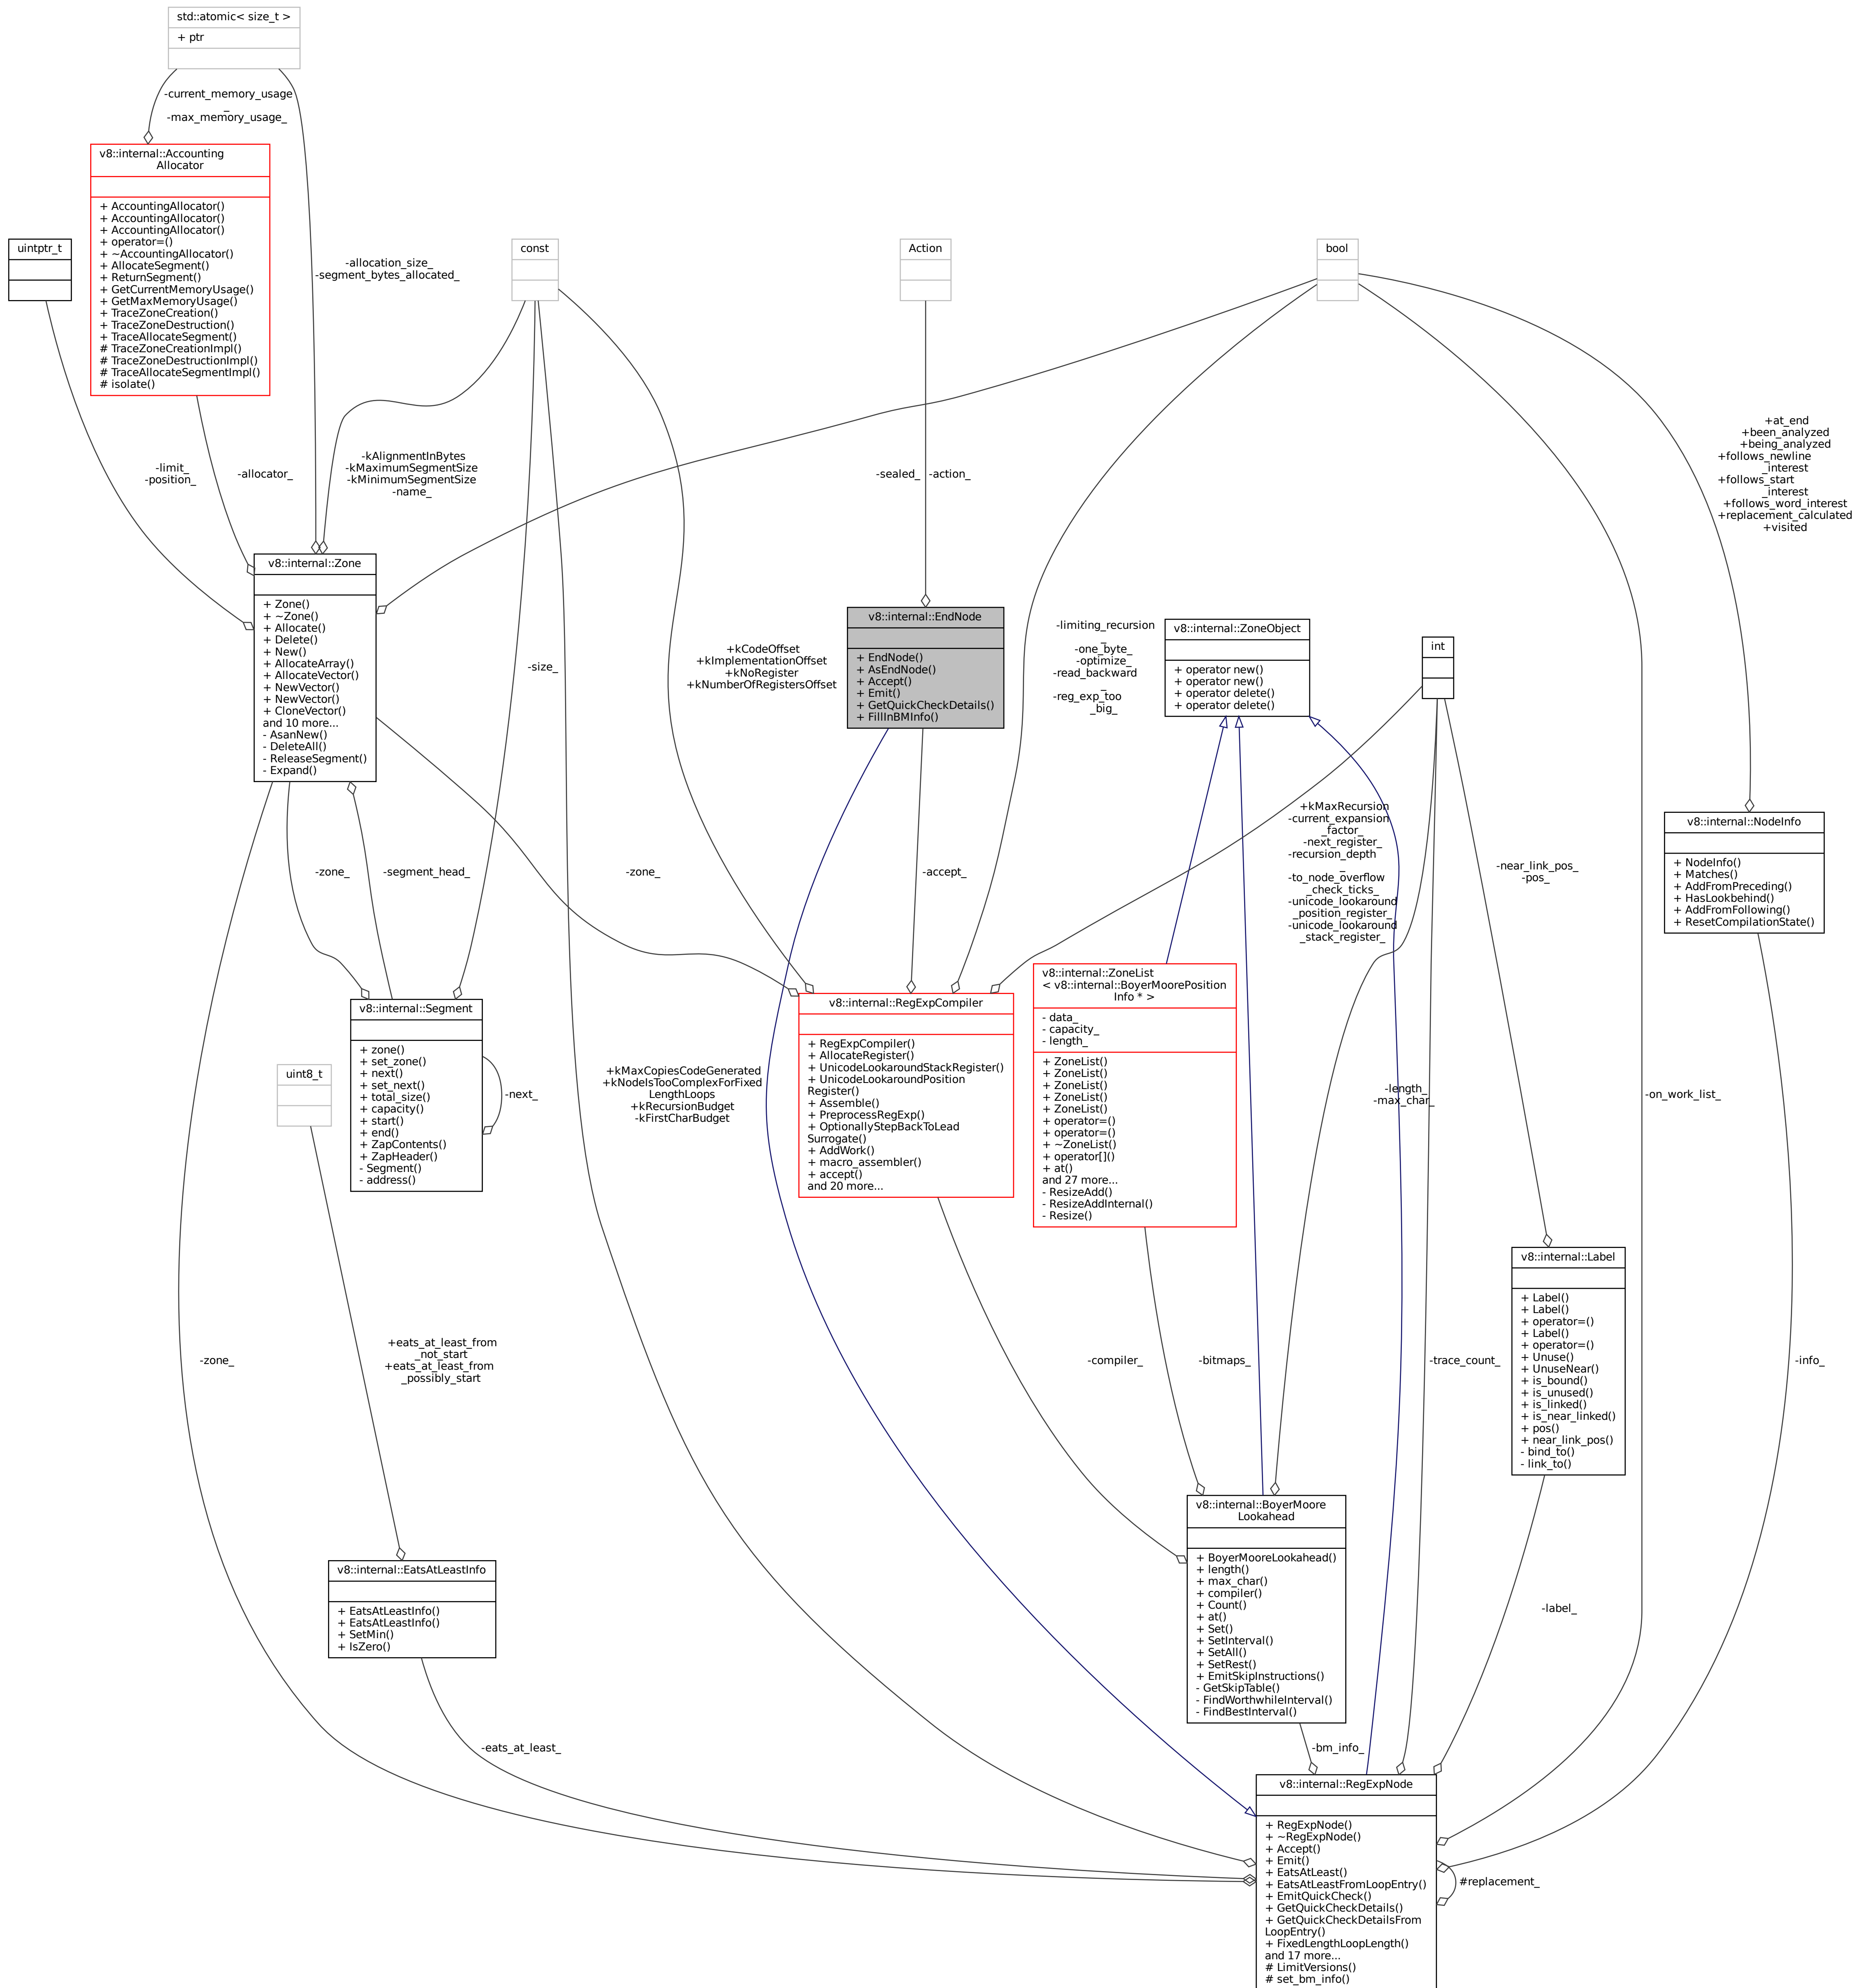 std::atomic< size_t >
+ ptr
-current_memory_usage
_
-max_memory_usage_
v8::internal::Accounting
Allocator
+ AccountingAllocator()
+ AccountingAllocator()
+ AccountingAllocator()
+ operator=()
+ ~AccountingAllocator()
+ AllocateSegment()
+ ReturnSegment()
+ GetCurrentMemoryUsage()
+ GetMaxMemoryUsage()
+ TraceZoneCreation()
+ TraceZoneDestruction()
+ TraceAllocateSegment()
# TraceZoneCreationImpl()
# TraceZoneDestructionImpl()
# TraceAllocateSegmentImpl()
# isolate()
uintptr_t
-allocation_size_
-segment_bytes_allocated_
const
Action
bool
-limit_
-position_
-allocator_
-kAlignmentInBytes
-kMaximumSegmentSize
-kMinimumSegmentSize
-name_
-sealed_
-action_
+at_end
+been_analyzed
+being_analyzed
+follows_newline
_interest
+follows_start
_interest
+follows_word_interest
+replacement_calculated
+visited
v8::internal::Zone
+ Zone()
+ ~Zone()
+ Allocate()
+ Delete()
+ New()
+ AllocateArray()
+ AllocateVector()
+ NewVector()
+ NewVector()
+ CloneVector()
and 10 more...
- AsanNew()
- DeleteAll()
- ReleaseSegment()
- Expand()
-size_
+kCodeOffset
+kImplementationOffset
+kNoRegister
+kNumberOfRegistersOffset
v8::internal::EndNode
+ EndNode()
+ AsEndNode()
+ Accept()
+ Emit()
+ GetQuickCheckDetails()
+ FillInBMInfo()
-limiting_recursion
_
-one_byte_
-optimize_
-read_backward
_
-reg_exp_too
_big_
v8::internal::ZoneObject
+ operator new()
+ operator new()
+ operator delete()
+ operator delete()
int
-zone_
-segment_head_
-zone_
-accept_
+kMaxRecursion
-current_expansion
_factor_
-next_register_
-recursion_depth
_
-to_node_overflow
_check_ticks_
-unicode_lookaround
_position_register_
-unicode_lookaround
_stack_register_
-near_link_pos_
-pos_
v8::internal::NodeInfo
+ NodeInfo()
+ Matches()
+ AddFromPreceding()
+ HasLookbehind()
+ AddFromFollowing()
+ ResetCompilationState()
v8::internal::Segment
+ zone()
+ set_zone()
+ next()
+ set_next()
+ total_size()
+ capacity()
+ start()
+ end()
+ ZapContents()
+ ZapHeader()
- Segment()
- address()
-next_
uint8_t
+kMaxCopiesCodeGenerated
+kNodeIsTooComplexForFixed
LengthLoops
+kRecursionBudget
-kFirstCharBudget
v8::internal::RegExpCompiler
+ RegExpCompiler()
+ AllocateRegister()
+ UnicodeLookaroundStackRegister()
+ UnicodeLookaroundPosition
Register()
+ Assemble()
+ PreprocessRegExp()
+ OptionallyStepBackToLead
Surrogate()
+ AddWork()
+ macro_assembler()
+ accept()
and 20 more...
v8::internal::ZoneList
< v8::internal::BoyerMoorePosition
Info * >
- data_
- capacity_
- length_
+ ZoneList()
+ ZoneList()
+ ZoneList()
+ ZoneList()
+ ZoneList()
+ operator=()
+ operator=()
+ ~ZoneList()
+ operator[]()
+ at()
and 27 more...
- ResizeAdd()
- ResizeAddInternal()
- Resize()
-length_
-max_char_
-on_work_list_
v8::internal::Label
+ Label()
+ Label()
+ operator=()
+ Label()
+ operator=()
+ Unuse()
+ UnuseNear()
+ is_bound()
+ is_unused()
+ is_linked()
+ is_near_linked()
+ pos()
+ near_link_pos()
- bind_to()
- link_to()
-zone_
+eats_at_least_from
_not_start
+eats_at_least_from
_possibly_start
-compiler_
-bitmaps_
-trace_count_
-info_
v8::internal::EatsAtLeastInfo
+ EatsAtLeastInfo()
+ EatsAtLeastInfo()
+ SetMin()
+ IsZero()
v8::internal::BoyerMoore
Lookahead
+ BoyerMooreLookahead()
+ length()
+ max_char()
+ compiler()
+ Count()
+ at()
+ Set()
+ SetInterval()
+ SetAll()
+ SetRest()
+ EmitSkipInstructions()
- GetSkipTable()
- FindWorthwhileInterval()
- FindBestInterval()
-label_
-eats_at_least_
-bm_info_
v8::internal::RegExpNode
+ RegExpNode()
+ ~RegExpNode()
+ Accept()
+ Emit()
+ EatsAtLeast()
+ EatsAtLeastFromLoopEntry()
+ EmitQuickCheck()
+ GetQuickCheckDetails()
+ GetQuickCheckDetailsFrom
LoopEntry()
+ FixedLengthLoopLength()
and 17 more...
# LimitVersions()
# set_bm_info()
#replacement_